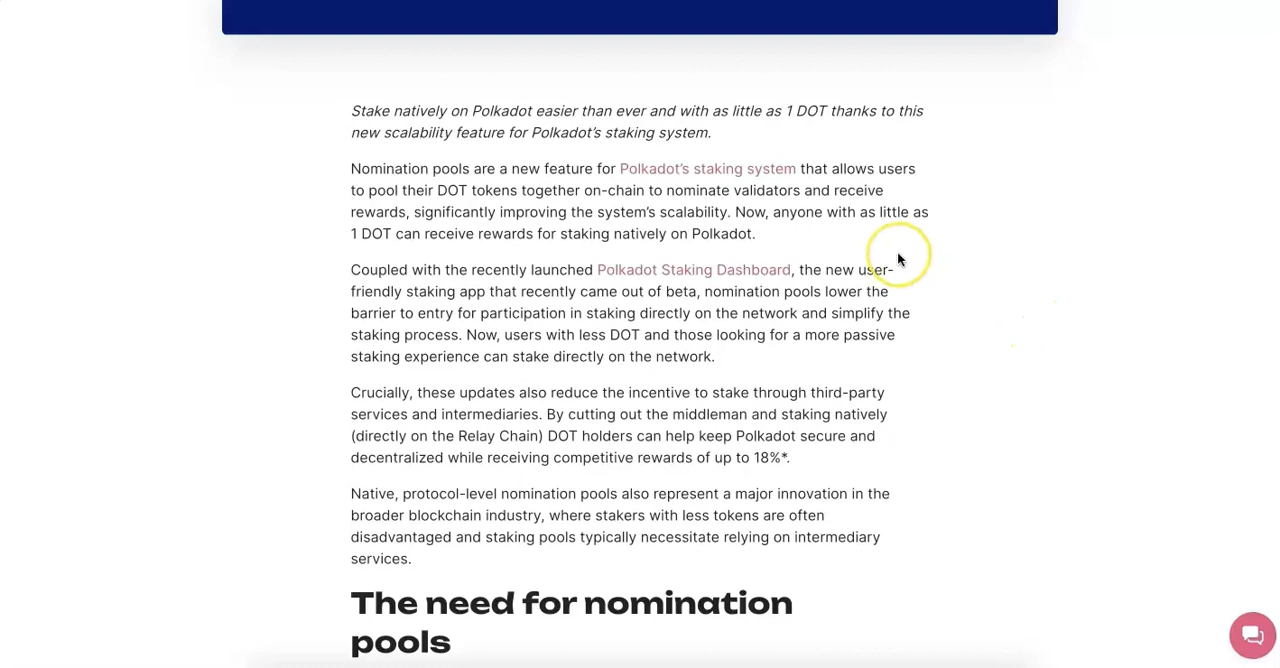 Stake natively on Polkadot easier than ever and with as little as 1 DOT thanks to this
new scalability feature for Polkadot's staking system.
Nomination pools are a new feature for Polkadot's staking system that allows users
to pool their DOT tokens together on-chain to nominate validators and receive
rewards, significantly improving the system's scalability. Now, anyone with as little as
1 DOT can receive rewards for staking natively on Polkadot.
Coupled with the recently launched Polkadot Staking Dashboard, the new user-
friendly staking app that recently came out of beta, nomination pools lower the
barrier to entry for participation in staking directly on the network and simplify the
staking process. Now, users with less DOT and those looking for a more passive
staking experience can stake directly on the network.
Crucially, these updates also reduce the incentive to stake through third-party
services and intermediaries. By cutting out the middleman and staking natively
(directly on the Relay Chain) DOT holders can help keep Polkadot secure and
decentralized while receiving competitive rewards of up to 18%*.
Native, protocol-level nomination pools also represent a major innovation in the
broader blockchain industry, where stakers with less tokens are often
disadvantaged and staking pools typically necessitate relying on intermediary
services.
The need for nomination
pools